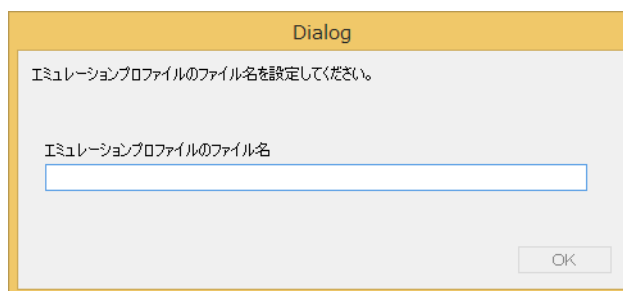 Dialog
エミュレーションプロファイルのファイル名を設定してください。
エミュレーションプロファイルのファイル名
OK